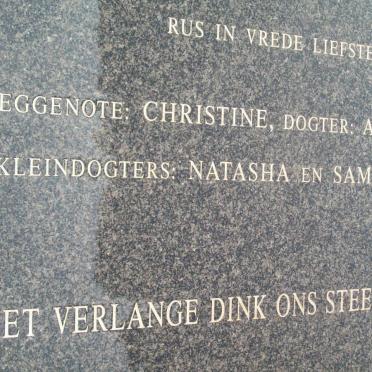 RUS IN VREDE LIEFSTE
EGGENOTE: CHRISTINE, DOGTER: A
KLEINDOGTERS: NATASHA EN SAM
ET VERLANGE DINK ONS STEE